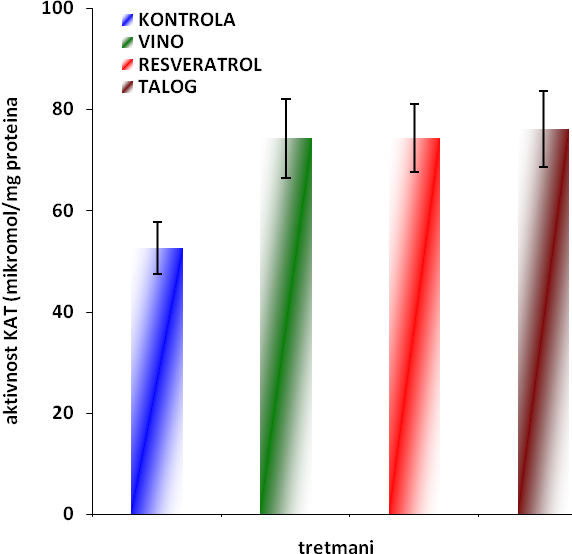 100
80
60
40
20
0
aktivnost KAT (mikromol/mg proteina
KONTROLA
VINO
RESVERATROL
TALOG
tretmani